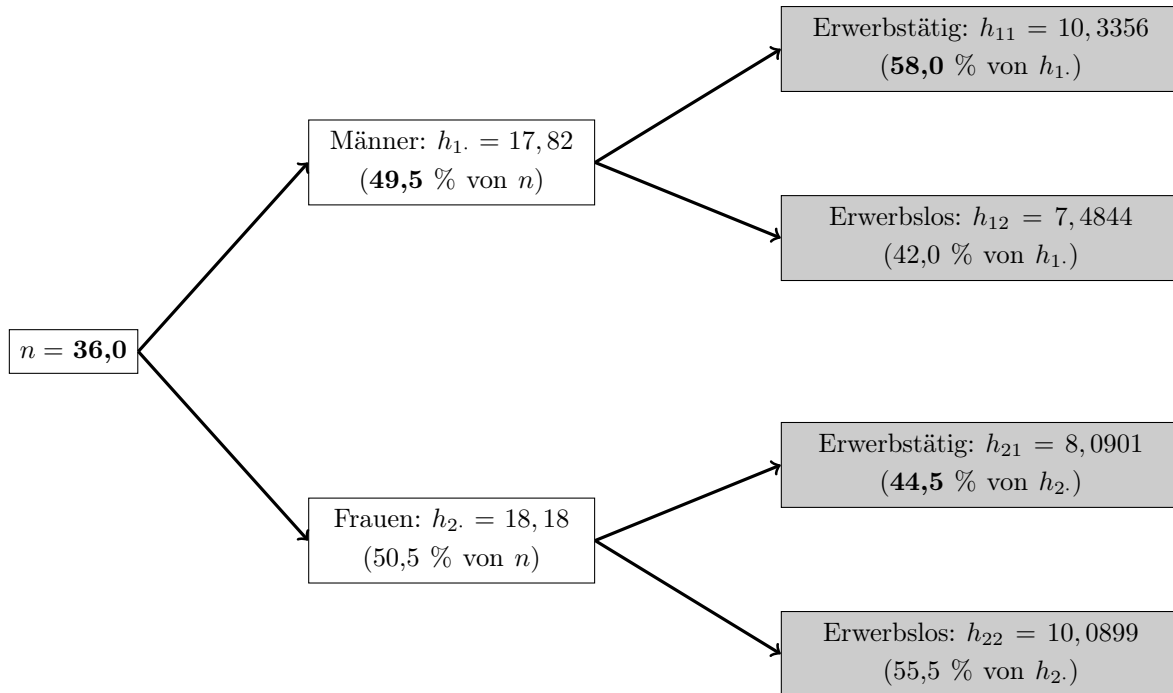 n = 36,0
Männer: h₁. = 17,82
(49,5 % von n)
Frauen: h₂. = 18,18
(50,5 % von n)
Erwerbstätig: h₁₁ = 10,3356
(58,0 % von h₁.)
Erwerbslos: h₁₂ = 7,4844
(42,0 % von h₁.)
Erwerbstätig: h₂₁ = 8,0901
(44,5 % von h₂.)
Erwerbslos: h₂₂ = 10,0899
(55,5 % von h₂.)